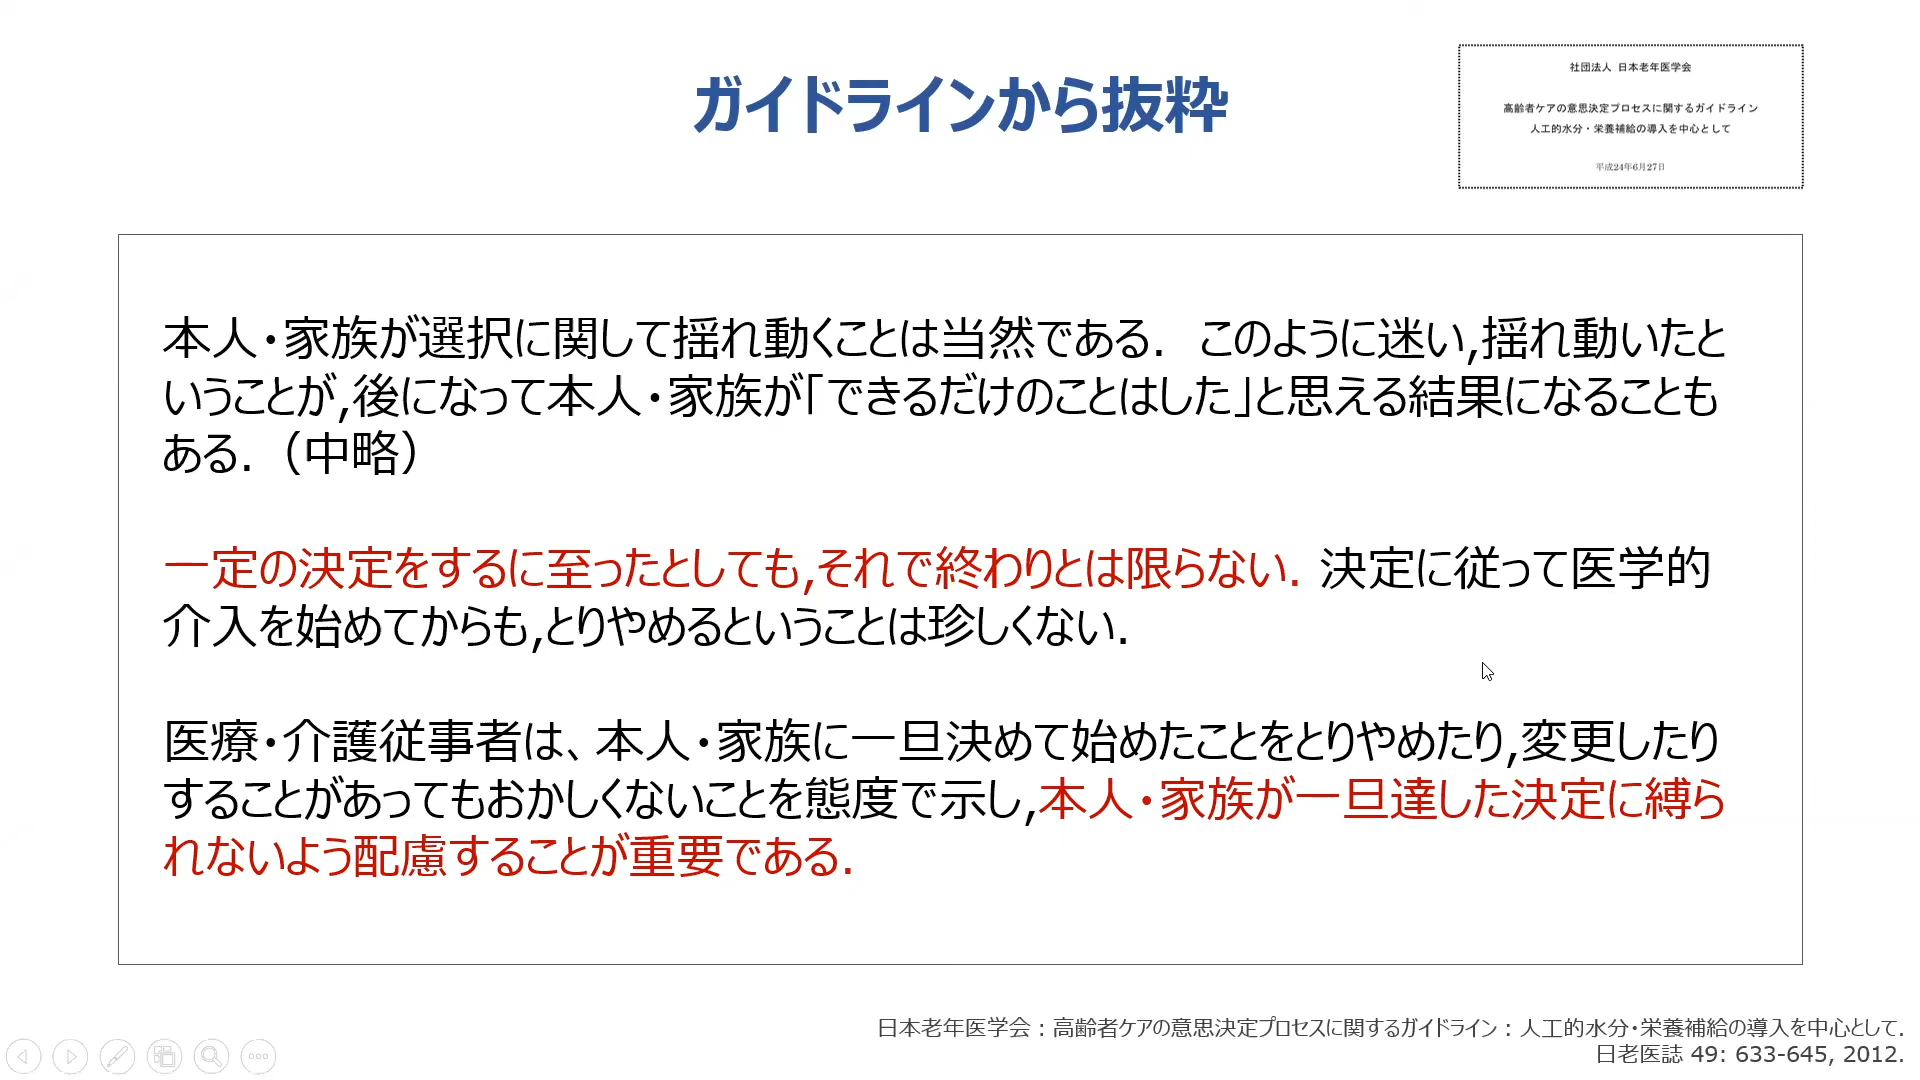 ガイドラインから抜粋
社団法人 日本老年医学会
高齢者ケアの意思決定プロセスに関するガイドライン
人工的水分・栄養補給の導入を中心として
平成24年6月27日
本人・家族が選択に関して揺れ動くことは当然である． このように迷い,揺れ動いたと
いうことが,後になって本人・家族が「できるだけのことはした」と思える結果になることも
ある．（中略）
一定の決定をするに至ったとしても,それで終わりとは限らない. 決定に従って医学的
介入を始めてからも,とりやめるということは珍しくない.
医療・介護従事者は、本人・家族に一旦決めて始めたことをとりやめたり,変更したり
することがあってもおかしくないことを態度で示し,本人・家族が一旦達した決定に縛ら
れないよう配慮することが重要である.
日本老年医学会：高齢者ケアの意思決定プロセスに関するガイドライン：人工的水分・栄養補給の導入を中心として.
日老医誌 49: 633-645, 2012.